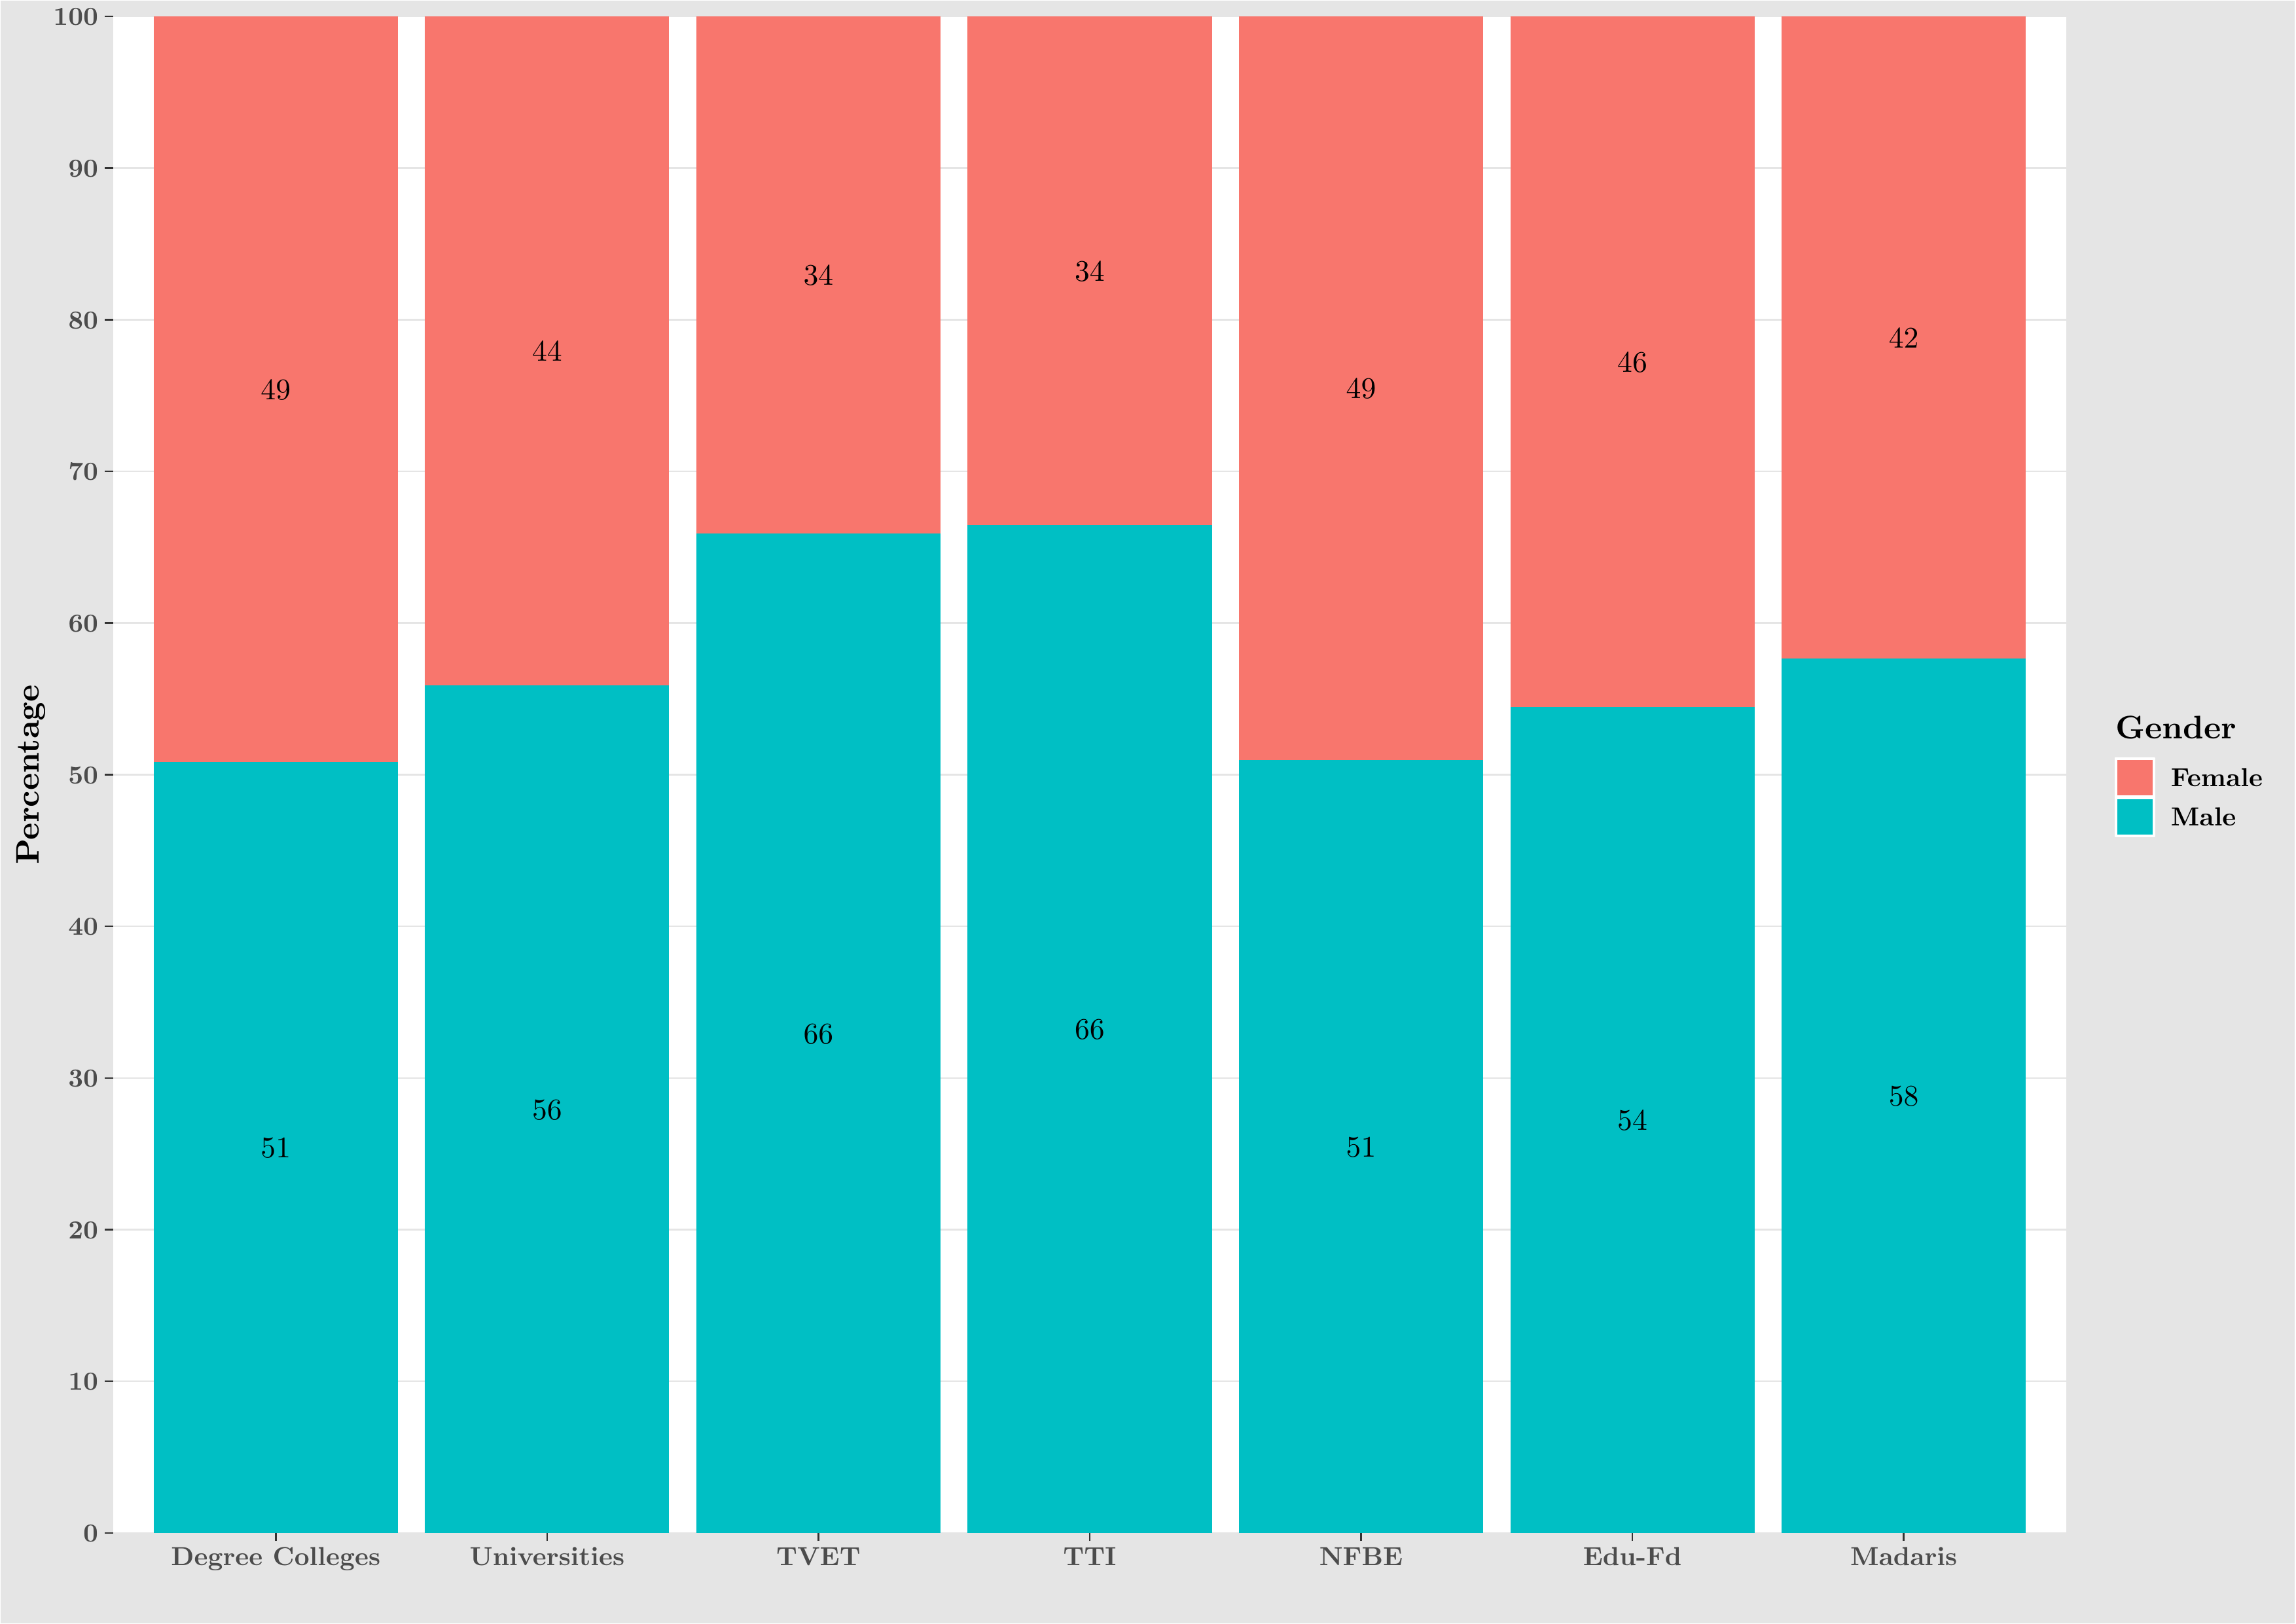 100
90
80
70
60
50
40
30
20
10
0
Percentage
49
44
34
34
49
46
42
51
56
66
66
51
54
58
Degree Colleges
Universities
TVET
TTI
NFBE
Edu-Fd
Madaris
Gender
Female
Male